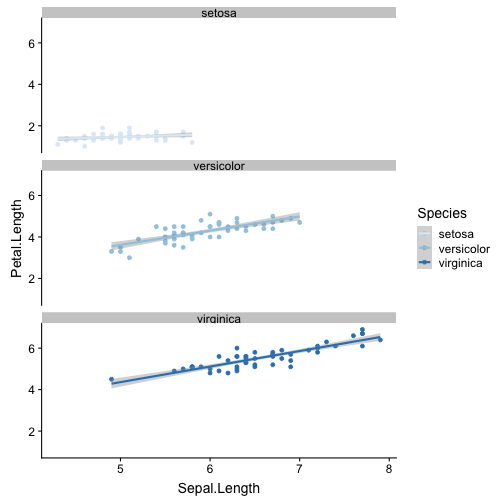 setosa
6
4
2
versicolor
6
4
2
Petal.Length
virginica
6
4
2
5 6 7 8
Sepal.Length
Species
setosa
versicolor
virginica